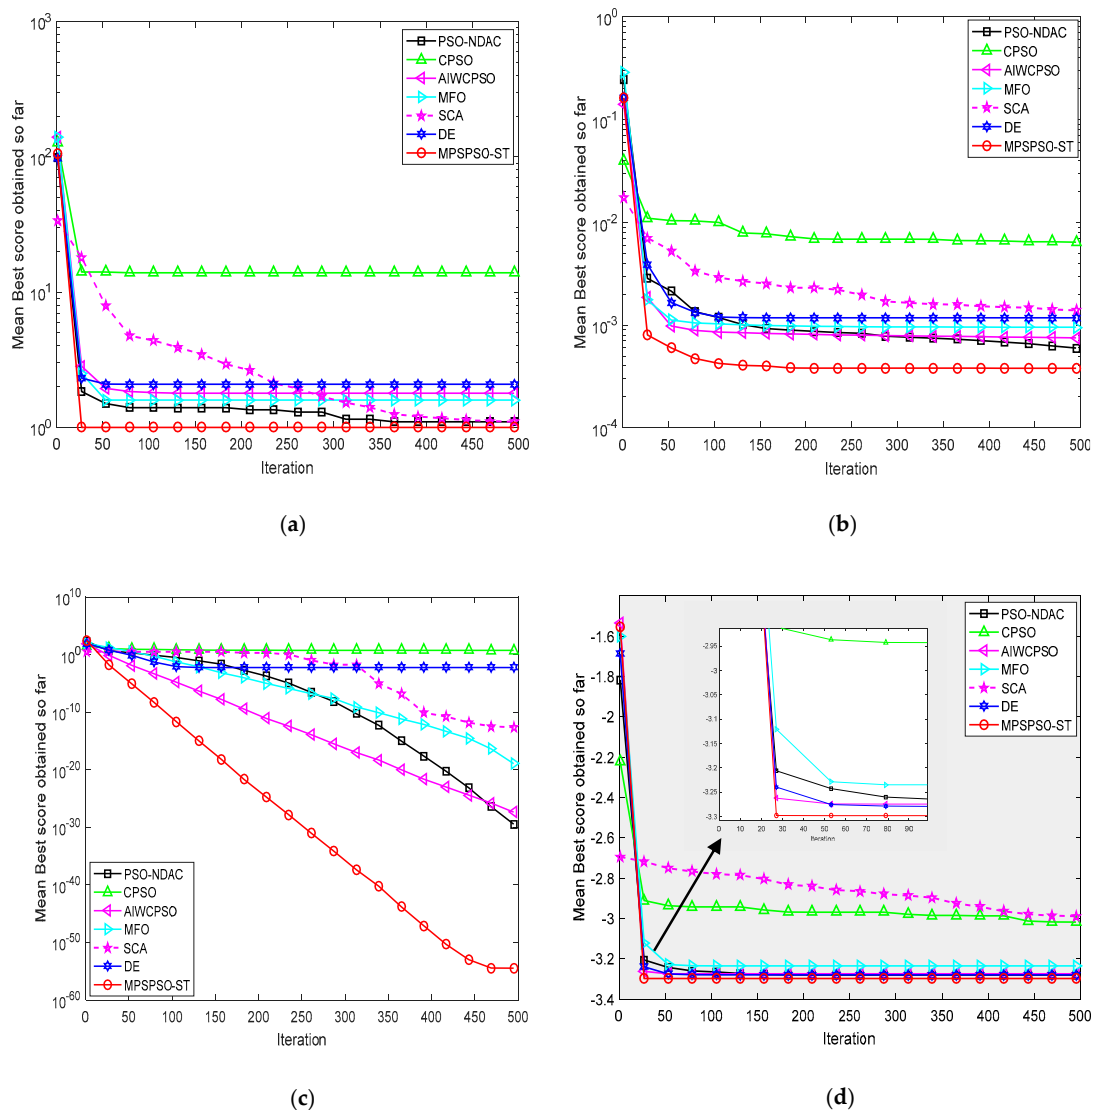 10^3
10^2
10^1
10^0
Mean Best score obtained so far
PSO-NDAC
CPSO
AIWCPSO
MFO
SCA
DE
MPSPSO-ST
0 50 100 150 200 250 300 350 400 450 500
Iteration
(a)
10^0
10^-1
10^-2
10^-3
10^-4
Mean Best score obtained so far
PSO-NDAC
CPSO
AIWCPSO
MFO
SCA
DE
MPSPSO-ST
0 50 100 150 200 250 300 350 400 450 500
Iteration
(b)
10^10
10^0
10^-10
10^-20
10^-30
10^-40
10^-50
10^-60
Mean Best score obtained so far
PSO-NDAC
CPSO
AIWCPSO
MFO
SCA
DE
MPSPSO-ST
0 50 100 150 200 250 300 350 400 450 500
Iteration
(c)
-1.6
-1.8
-2
-2.2
-2.4
-2.6
-2.8
-3
-3.2
-3.4
Mean Best score obtained so far
PSO-NDAC
CPSO
AIWCPSO
MFO
SCA
DE
MPSPSO-ST
-2.95
-3
-3.05
-3.1
-3.15
-3.2
-3.25
-3.3
0 10 20 30 40 50 60 70 80 90
Iteration
0 50 100 150 200 250 300 350 400 450 500
Iteration
(d)